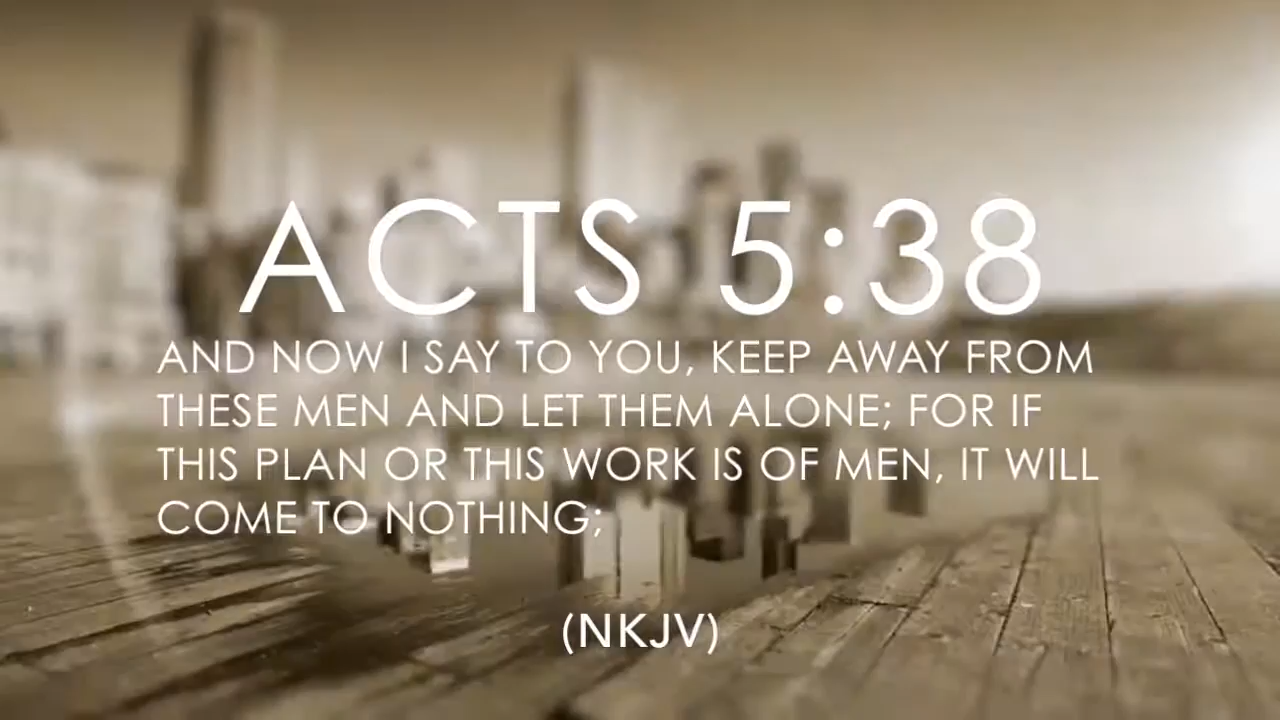 ACTS 5:38
AND NOW I SAY TO YOU, KEEP AWAY FROM
THESE MEN AND LET THEM ALONE; FOR IF
THIS PLAN OR THIS WORK IS OF MEN, IT WILL
COME TO NOTHING;
(NKJV)